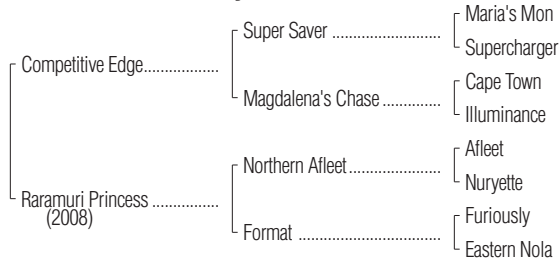 Maria's Mon
Super Saver ........................
Supercharger
Competitive Edge.................
Cape Town
Magdalena's Chase .............
Illuminance
Afleet
Northern Afleet.....................
Nuryette
Raramuri Princess ...............
(2008)
Furiously
Format ................................
Eastern Nola